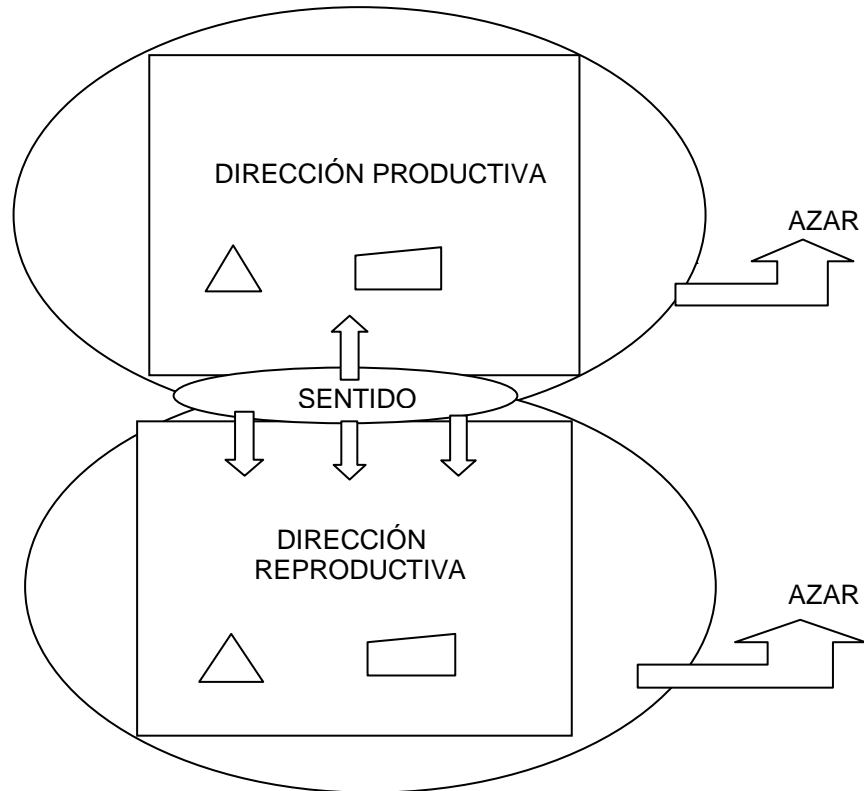 DIRECCIÓN PRODUCTIVA
AZAR
SENTIDO
DIRECCIÓN
REPRODUCTIVA
AZAR